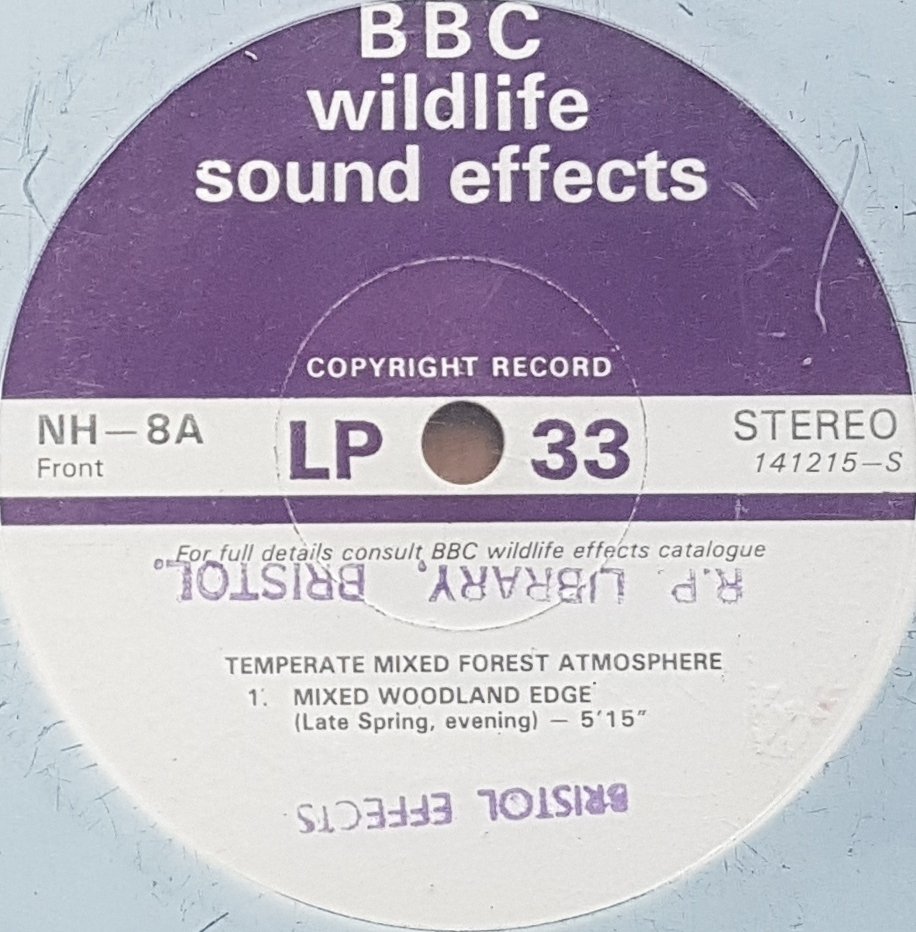 BBC
wildlife
sound effects
COPYRIGHT RECORD
NH–8A
Front
LP 33
STEREO
141215–S
For full details consult BBC wildlife effects catalogue
R.P. LIBRARY, BRISTOL.
TEMPERATE MIXED FOREST ATMOSPHERE
1. MIXED WOODLAND EDGE
(Late Spring, evening) – 5'15"
BRISTOL EFFECTS